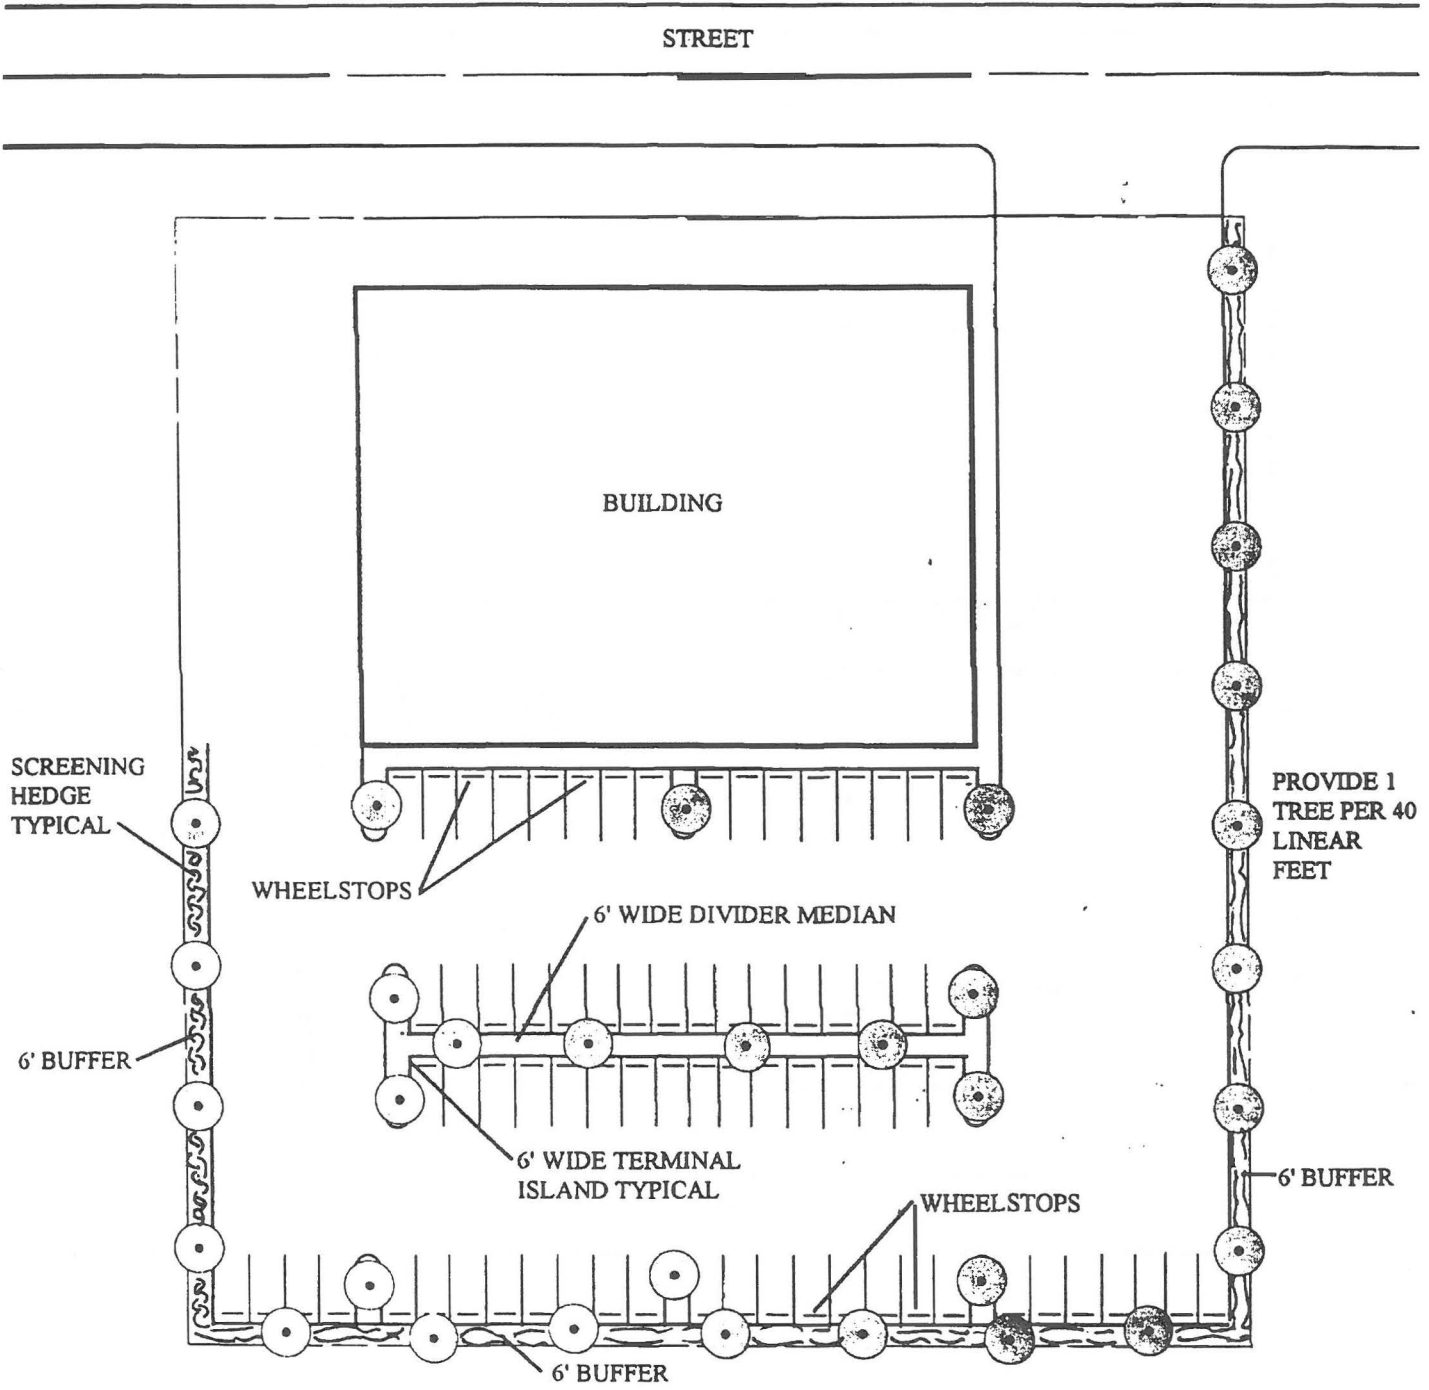 STREET
BUILDING
SCREENING
HEDGE
TYPICAL
PROVIDE 1
TREE PER 40
LINEAR
FEET
WHEELSTOPS
6' WIDE DIVIDER MEDIAN
6' BUFFER
6' WIDE TERMINAL
ISLAND TYPICAL
6' BUFFER
WHEELSTOPS
6' BUFFER